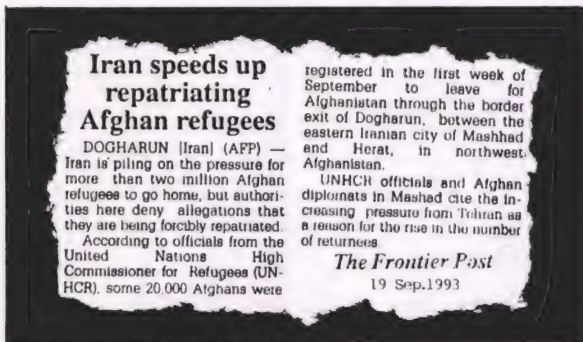 Iran speeds up
repatriating
Afghan refugees
DOGHARUN [Iran] (AFP) —
Iran is piling on the pressure for
more than two million Afghan
refugees to go home, but authori-
ties here deny allegations that
they are being forcibly repatriated.
According to officials from the
United Nations High
Commissioner for Refugees (UN-
HCR), some 20,000 Afghans were
registered in the first week of
September to leave for
Afghanistan through the border
exit of Dogharun, between the
eastern Iranian city of Mashhad
and Herat, in northwest
Afghanistan.
UNHCR officials and Afghan
diplomats in Mashad cite the in-
creasing pressure from Tehran as
a reason for the rise in the number
of returnees
The Frontier Post
19 Sep.1993